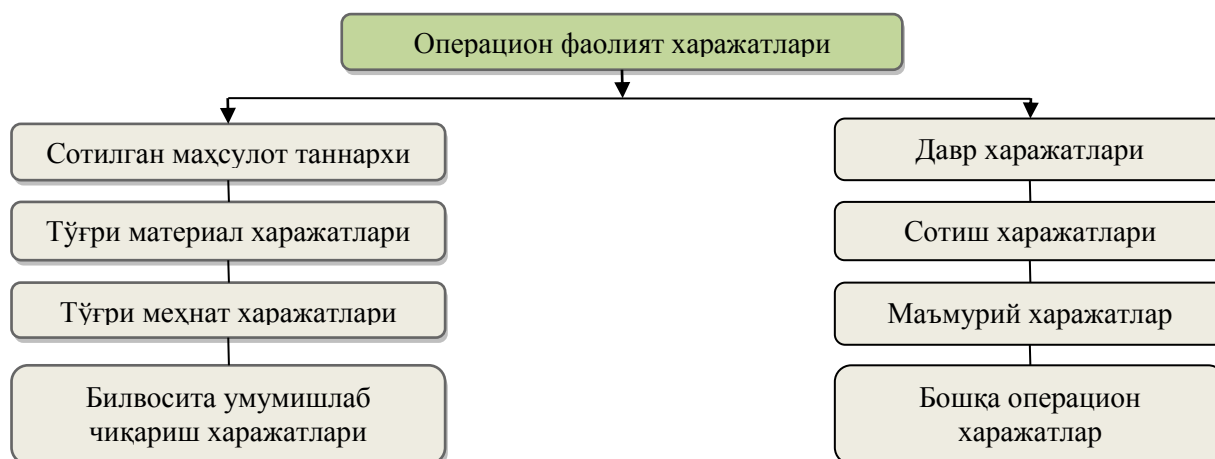 Операцион фаолият харажатлари
Сотилган маҳсулот таннархи
Тўғри материал харажатлари
Тўғри меҳнат харажатлари
Билвосита умумишлаб
чиқариш харажатлари
Давр харажатлари
Сотиш харажатлари
Маъмурий харажатлар
Бошқа операцион
харажатлар